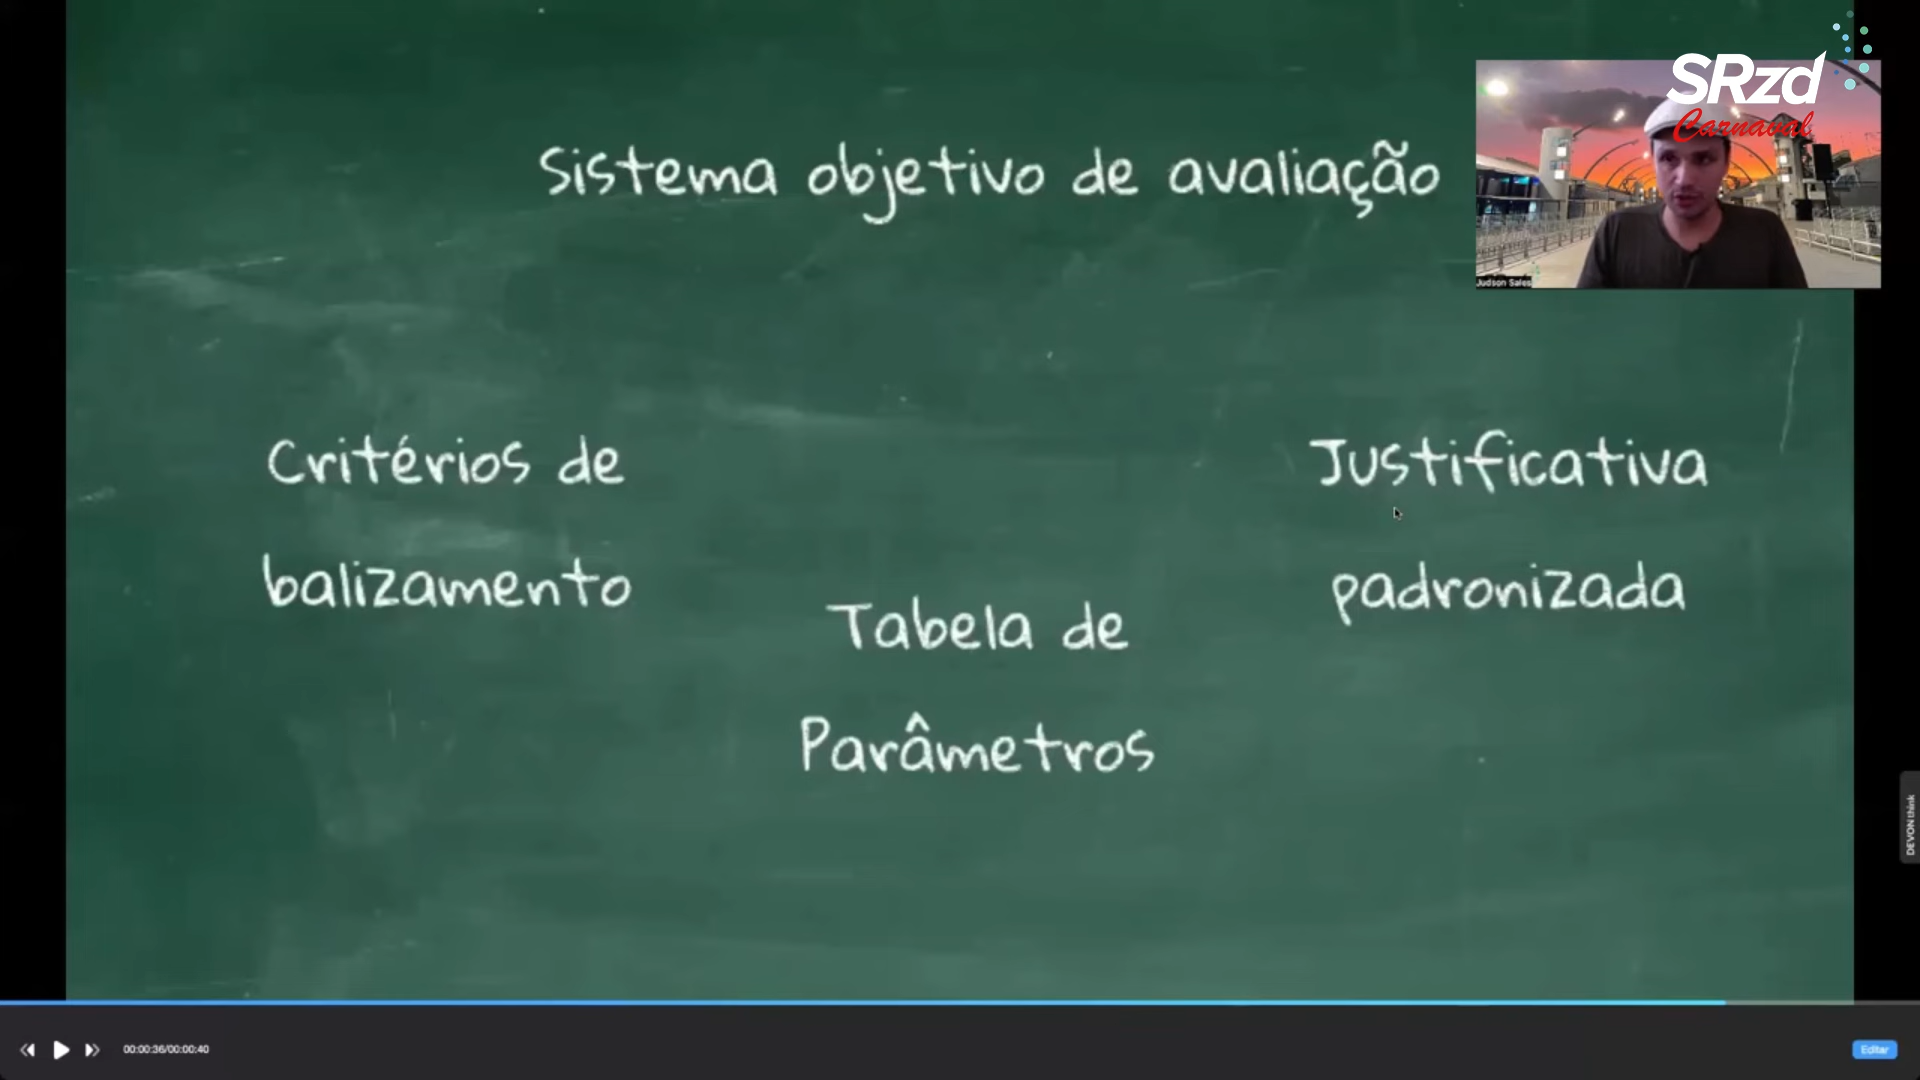 SRzd
Carnaval
Sistema objetivo de avaliação
Judson Sales
Critérios de
balizamento
Justificativa
padronizada
Tabela de
Parâmetros
DEVONthink
00:00:36/00:00:40
Editar